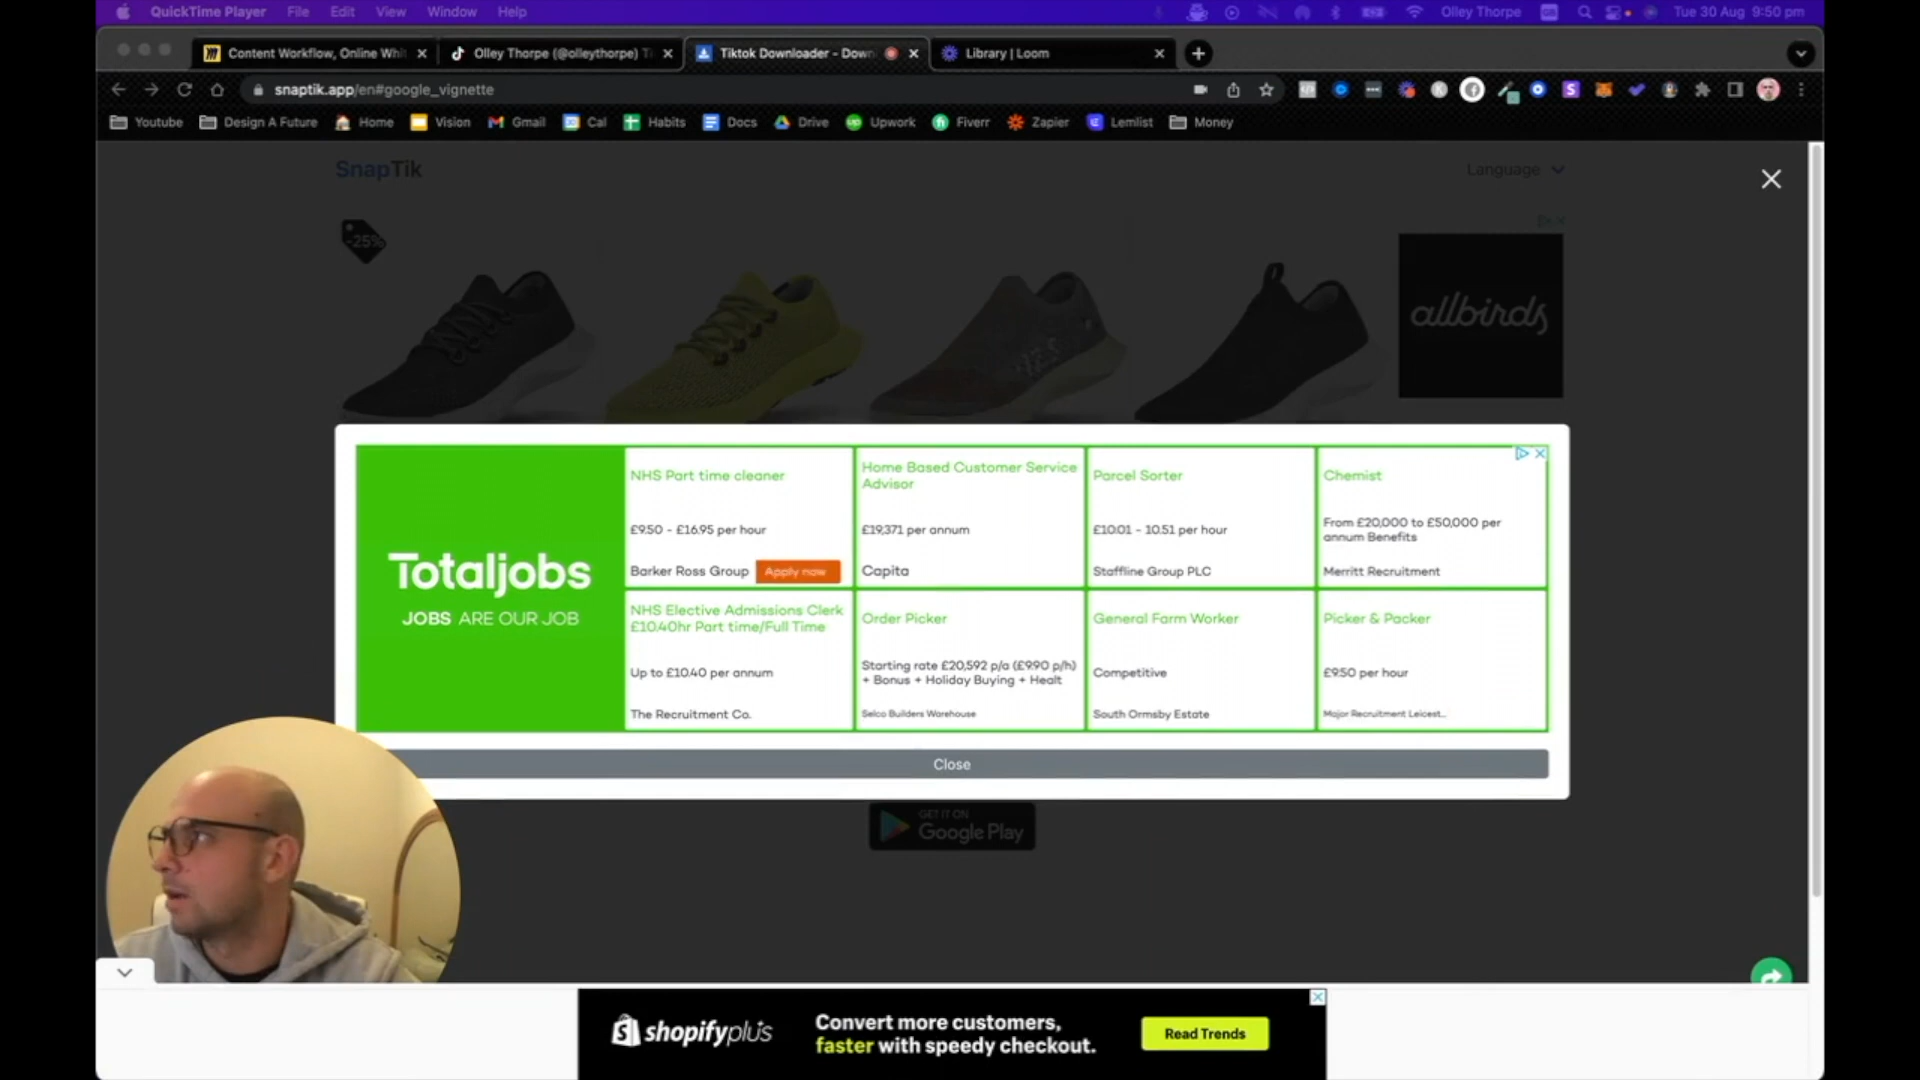 QuickTime Player File Edit View Window Help Olley Thorpe Tue 30 Aug 9:50 pm
Content Workflow, Online Whit Olley Thorpe (@olleythorpe) Ti Tiktok Downloader - Down Library | Loom
snaptik.app/en#google_vignette
Youtube Design A Future Home Vision Gmail Cal Habits Docs Drive Upwork Fiverr Zapier Lemlist Money
SnapTik Language
-25%
allbirds
Totaljobs
JOBS ARE OUR JOB
NHS Part time cleaner
£9.50 - £16.95 per hour
Barker Ross Group Apply now
Home Based Customer Service
Advisor
£19,371 per annum
Capita
Parcel Sorter
£10.01 - 10.51 per hour
Staffline Group PLC
Chemist
From £20,000 to £50,000 per
annum Benefits
Merritt Recruitment
NHS Elective Admissions Clerk
£10.40hr Part time/Full Time
Up to £10.40 per annum
The Recruitment Co.
Order Picker
Starting rate £20,592 p/a (£9.90 p/h)
+ Bonus + Holiday Buying + Healt
Selco Builders Warehouse
General Farm Worker
Competitive
South Ormsby Estate
Picker & Packer
£9.50 per hour
Major Recruitment Leicest...
Close
GET IT ON
Google Play
shopifyplus
Convert more customers,
faster with speedy checkout.
Read Trends